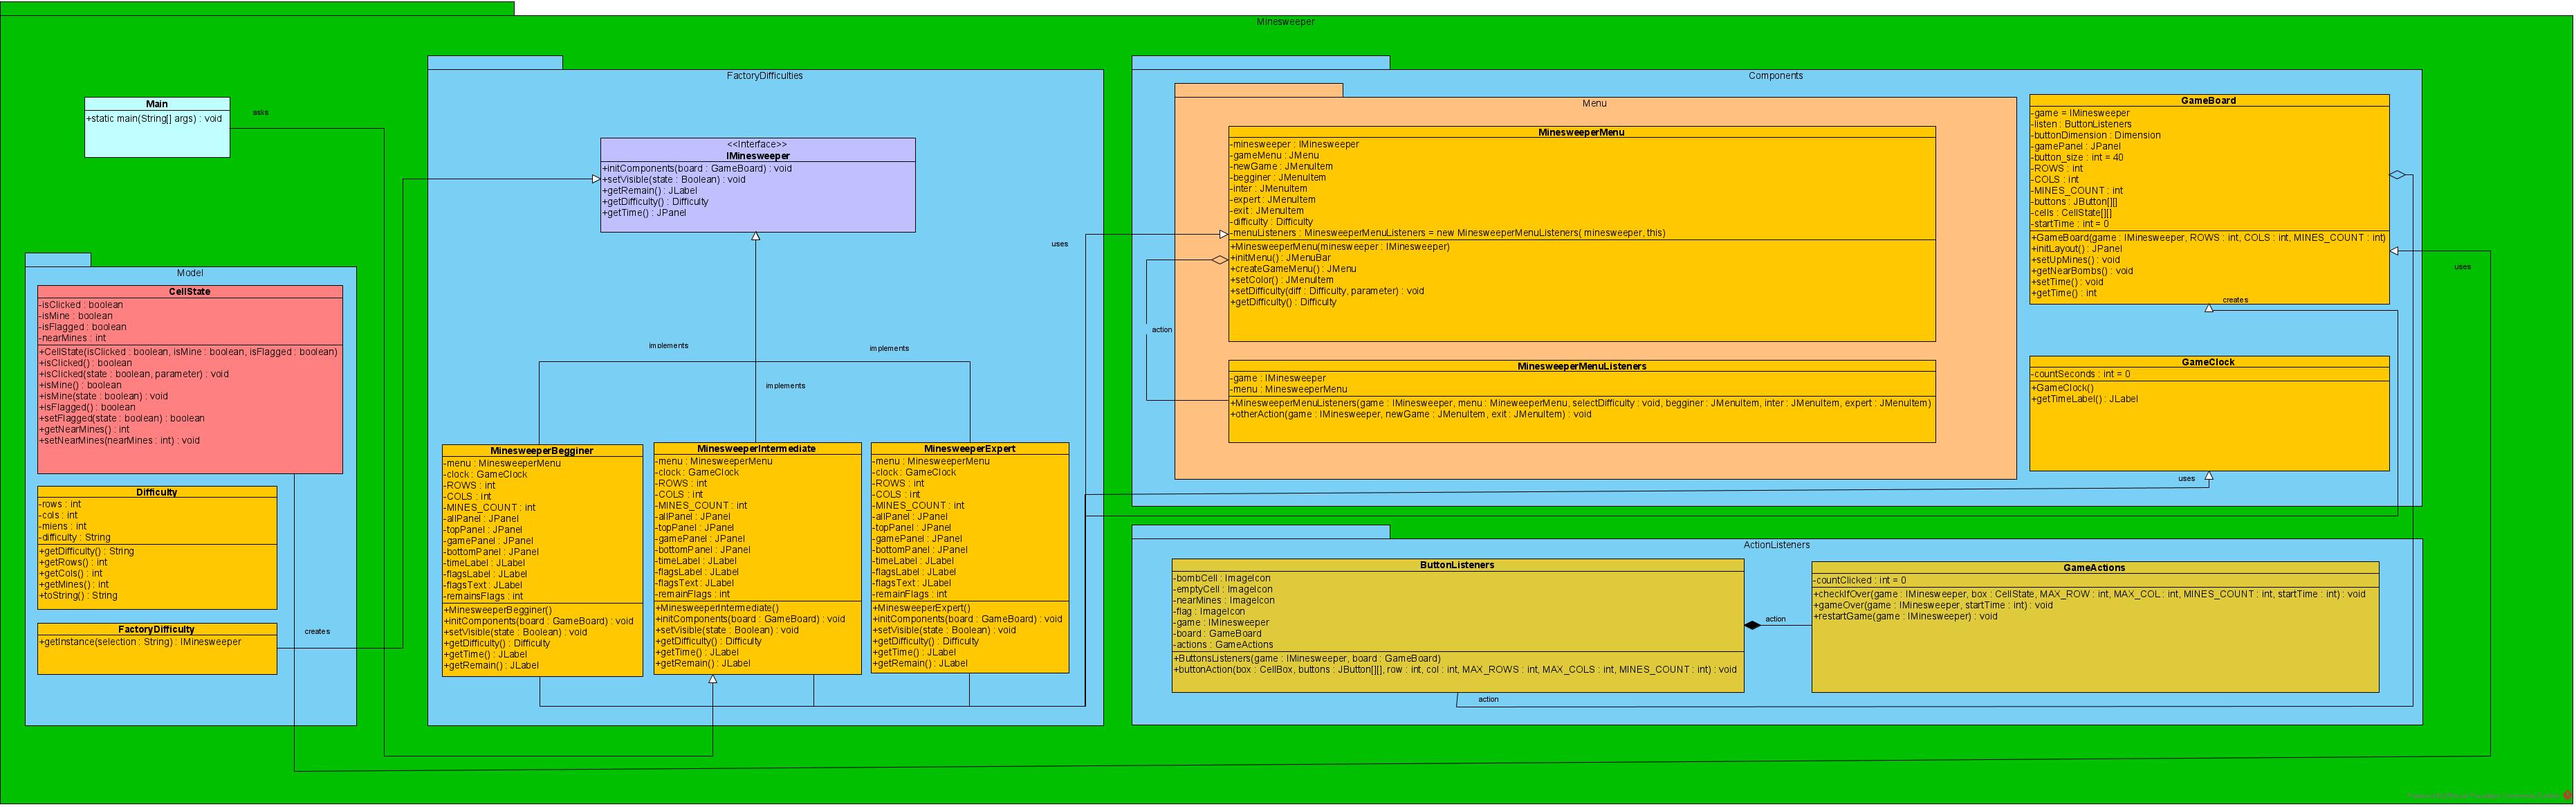 Minesweeper
Main
+static main(String[] args) : void
asks
Model
CellState
-isClicked : boolean
-isMine : boolean
-isFlagged : boolean
-nearMines : int
+CellState(isClicked : boolean, isMine : boolean, isFlagged : boolean)
+isClicked() : boolean
+isClicked(state : boolean, parameter) : void
+isMine() : boolean
+isMine(state : boolean) : void
+isFlagged() : boolean
+setFlagged(state : boolean) : boolean
+getNearMines() : int
+setNearMines(nearMines : int) : void
Difficulty
-rows : int
-cols : int
-miens : int
-difficulty : String
+getDifficulty() : String
+getRows() : int
+getCols() : int
+getMines() : int
+toString() : String
FactoryDifficulty
+getInstance(selection : String) : IMinesweeper
creates
FactoryDifficulties
<<Interface>>
IMinesweeper
+initComponents(board : GameBoard) : void
+setVisible(state : Boolean) : void
+getRemain() : JLabel
+getDifficulty() : Difficulty
+getTime() : JPanel
implements
implements
implements
MinesweeperBegginer
-menu : MinesweeperMenu
-clock : GameClock
-ROWS : int
-COLS : int
-MINES_COUNT : int
-allPanel : JPanel
-topPanel : JPanel
-gamePanel : JPanel
-bottomPanel : JPanel
-timeLabel : JLabel
-flagsLabel : JLabel
-flagsText : JLabel
-remainsFlags : int
+MinesweeperBegginer()
+initComponents(board : GameBoard) : void
+setVisible(state : Boolean) : void
+getDifficulty() : Difficulty
+getTime() : JLabel
+getRemain() : JLabel
MinesweeperIntermediate
-menu : MinesweeperMenu
-clock : GameClock
-ROWS : int
-COLS : int
-MINES_COUNT : int
-allPanel : JPanel
-topPanel : JPanel
-gamePanel : JPanel
-bottomPanel : JPanel
-timeLabel : JLabel
-flagsLabel : JLabel
-flagsText : JLabel
-remainFlags : int
+MinesweeperIntermediate()
+initComponents(board : GameBoard) : void
+setVisible(state : Boolean) : void
+getDifficulty() : Difficulty
+getTime() : JLabel
+getRemain() : JLabel
MinesweeperExpert
-menu : MinesweeperMenu
-clock : GameClock
-ROWS : int
-COLS : int
-MINES_COUNT : int
-allPanel : JPanel
-topPanel : JPanel
-gamePanel : JPanel
-bottomPanel : JPanel
-timeLabel : JLabel
-flagsLabel : JLabel
-flagsText : JLabel
-remainFlags : int
+MinesweeperExpert()
+initComponents(board : GameBoard) : void
+setVisible(state : Boolean) : void
+getDifficulty() : Difficulty
+getTime() : JLabel
+getRemain() : JLabel
uses
Components
Menu
MinesweeperMenu
-minesweeper : IMinesweeper
-gameMenu : JMenu
-newGame : JMenuItem
-begginer : JMenuItem
-inter : JMenuItem
-expert : JMenuItem
-exit : JMenuItem
-difficulty : Difficulty
-menuListeners : MinesweeperMenuListeners = new MinesweeperMenuListeners( minesweeper, this)
+MinesweeperMenu(minesweeper : IMinesweeper)
+initMenu() : JMenuBar
+createGameMenu() : JMenu
+setColor() : JMenuItem
+setDifficulty(diff : Difficulty, parameter) : void
+getDifficulty() : Difficulty
action
MinesweeperMenuListeners
-game : IMinesweeper
-menu : MinesweeperMenu
+MinesweeperMenuListeners(game : IMinesweeper, menu : MineweeperMenu, selectDifficulty : void, begginer : JMenuItem, inter : JMenuItem, expert : JMenuItem)
+otherAction(game : IMinesweeper, newGame : JMenuItem, exit : JMenuItem) : void
GameBoard
-game = IMinesweeper
-listen : ButtonListeners
-buttonDimension : Dimension
-gamePanel : JPanel
-button_size : int = 40
-ROWS : int
-COLS : int
-MINES_COUNT : int
-buttons : JButton[][]
-cells : CellState[][]
-startTime : int = 0
+GameBoard(game : IMinesweeper, ROWS : int, COLS : int, MINES_COUNT : int)
+initLayout() : JPanel
+setUpMines() : void
+getNearBombs() : void
+setTime() : void
+getTime() : int
uses
creates
GameClock
-countSeconds : int = 0
+GameClock()
+getTimeLabel() : JLabel
uses
ActionListeners
ButtonListeners
-bombCell : ImageIcon
-emptyCell : ImageIcon
-nearMines : ImageIcon
-flag : ImageIcon
-game : IMinesweeper
-board : GameBoard
-actions : GameActions
+ButtonsListeners(game : IMinesweeper, board : GameBoard)
+buttonAction(box : CellBox, buttons : JButton[][], row : int, col : int, MAX_ROWS : int, MAX_COLS : int, MINES_COUNT : int) : void
action
GameActions
-countClicked : int = 0
+checkIfOver(game : IMinesweeper, box : CellState, MAX_ROW : int, MAX_COL : int, MINES_COUNT : int, startTime : int) : void
+gameOver(game : IMinesweeper, startTime : int) : void
+restartGame(game : IMinesweeper) : void
action